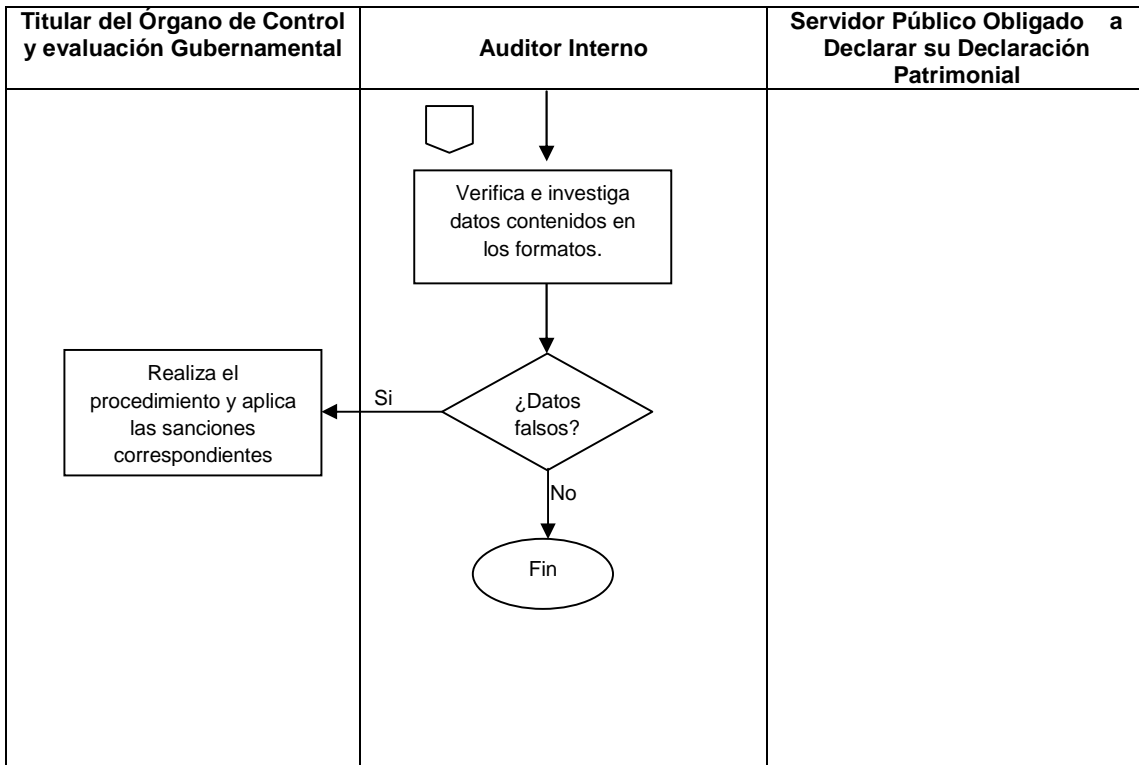 Titular del Órgano de Control
y evaluación Gubernamental
Auditor Interno
Servidor Público Obligado a
Declarar su Declaración
Patrimonial
Verifica e investiga
datos contenidos en
los formatos.
Realiza el
procedimiento y aplica
las sanciones
correspondientes
Si
¿Datos
falsos?
No
Fin